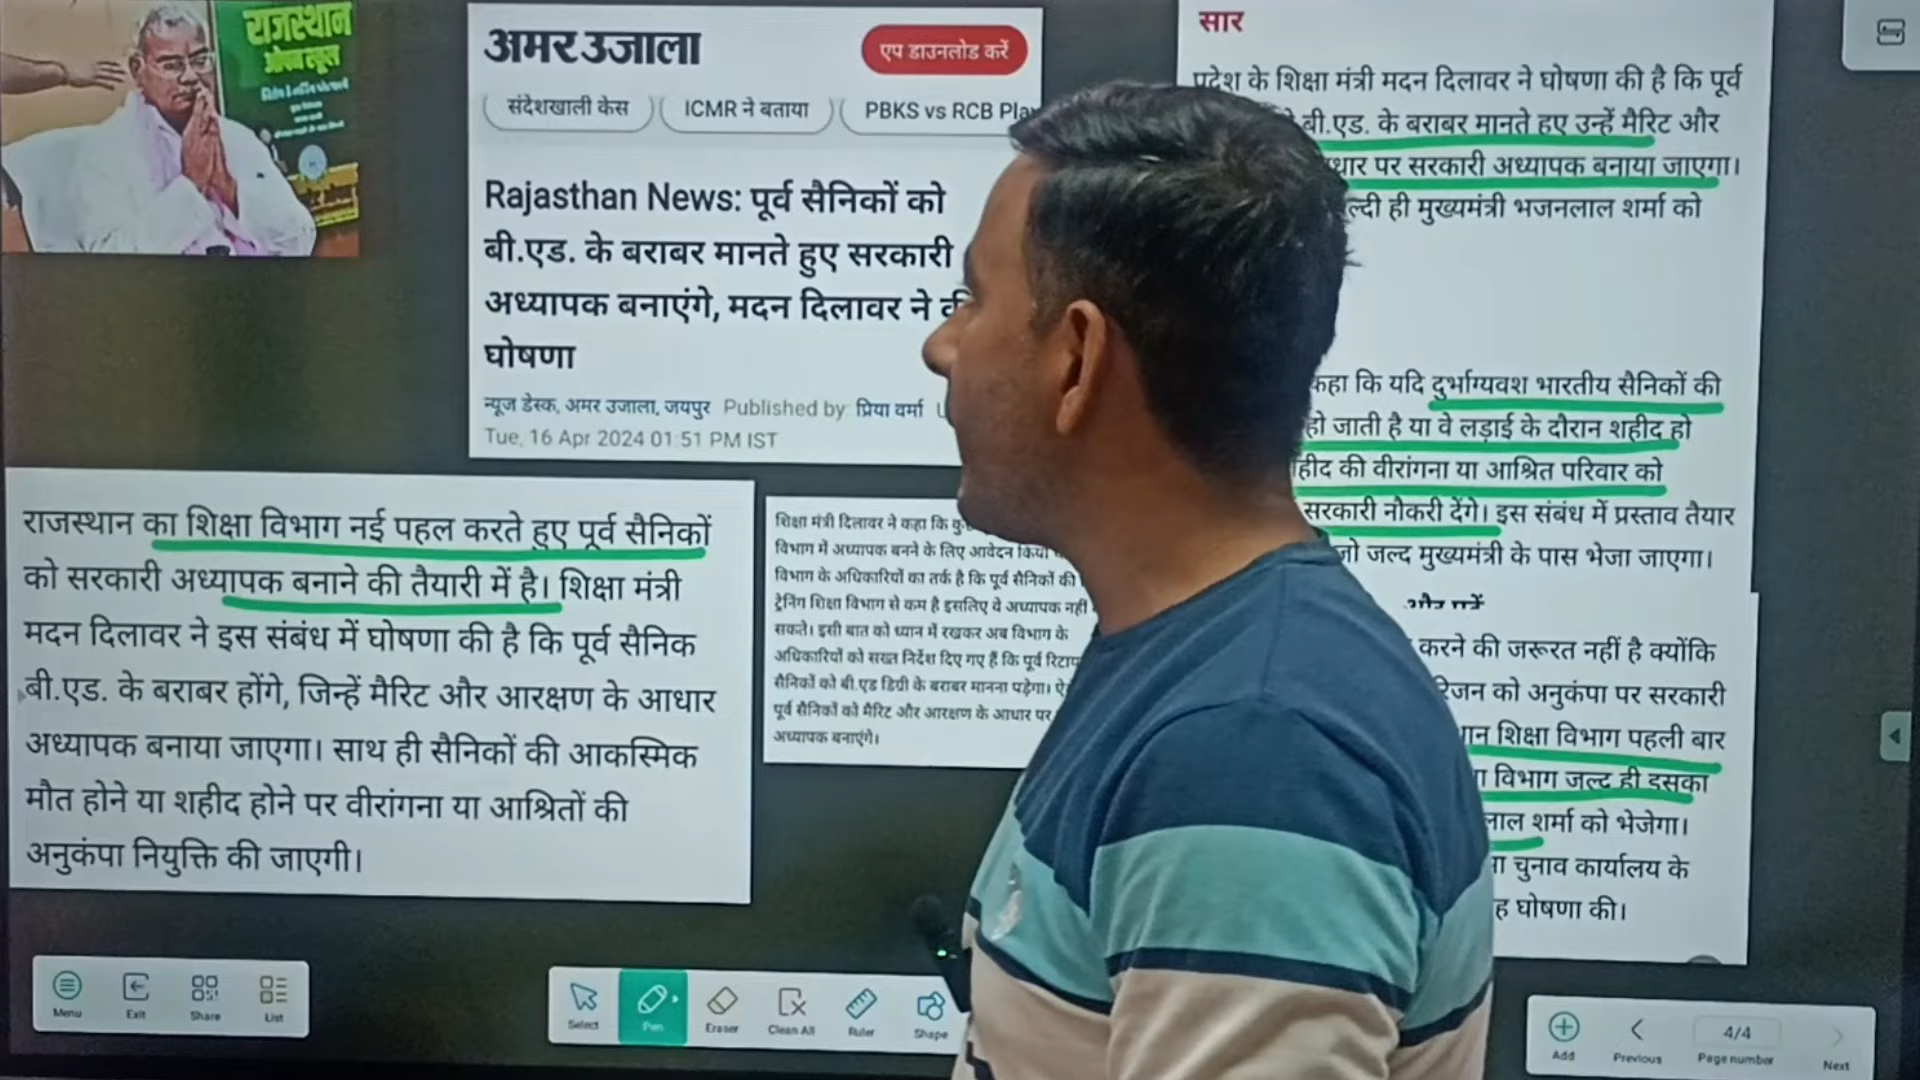 राजस्थान
ओपन स्कूल
अमर उजाला
एप डाउनलोड करें
संदेशखाली केस
ICMR ने बताया
PBKS vs RCB
Rajasthan News: पूर्व सैनिकों को
बी.एड. के बराबर मानते हुए सरकारी
अध्यापक बनाएंगे, मदन दिलावर ने
घोषणा
न्यूज डेस्क, अमर उजाला, जयपुर Published by: प्रिया वर्मा
Tue, 16 Apr 2024 01:51 PM IST
राजस्थान का शिक्षा विभाग नई पहल करते हुए पूर्व सैनिकों
को सरकारी अध्यापक बनाने की तैयारी में है। शिक्षा मंत्री
मदन दिलावर ने इस संबंध में घोषणा की है कि पूर्व सैनिक
बी.एड. के बराबर होंगे, जिन्हें मैरिट और आरक्षण के आधार
अध्यापक बनाया जाएगा। साथ ही सैनिकों की आकस्मिक
मौत होने या शहीद होने पर वीरांगना या आश्रितों की
अनुकंपा नियुक्ति की जाएगी।
शिक्षा मंत्री दिलावर ने कहा कि
विभाग में अध्यापक बनने के लिए आवेदन किया
विभाग के अधिकारियों का तर्क है कि पूर्व सैनिकों की
ट्रेनिंग शिक्षा विभाग से कम है इसलिए वे अध्यापक नहीं
सकते। इसी बात को ध्यान में रखकर अब विभाग के
अधिकारियों को सख्त निर्देश दिए गए हैं कि पूर्व
सैनिकों को बी.एड डिग्री के बराबर मानना पड़ेगा।
पूर्व सैनिकों को मैरिट और आरक्षण के आधार पर
अध्यापक बनाएंगे।
सार
प्रदेश के शिक्षा मंत्री मदन दिलावर ने घोषणा की है कि पूर्व
बी.एड. के बराबर मानते हुए उन्हें मैरिट और
पर सरकारी अध्यापक बनाया जाएगा।
ही मुख्यमंत्री भजनलाल शर्मा को
कहा कि यदि दुर्भाग्यवश भारतीय सैनिकों की
हो जाती है या वे लड़ाई के दौरान शहीद हो
की वीरांगना या आश्रित परिवार को
सरकारी नौकरी देंगे। इस संबंध में प्रस्ताव तैयार
जो जल्द मुख्यमंत्री के पास भेजा जाएगा।
करने की जरूरत नहीं है क्योंकि
को अनुकंपा पर सरकारी
शिक्षा विभाग पहली बार
विभाग जल्द ही इसका
शर्मा को भेजेगा।
चुनाव कार्यालय के
घोषणा की।
Menu Exit Share List
Select Pen Eraser Clean All Ruler Shape
Add Previous 4/4 Page number Next